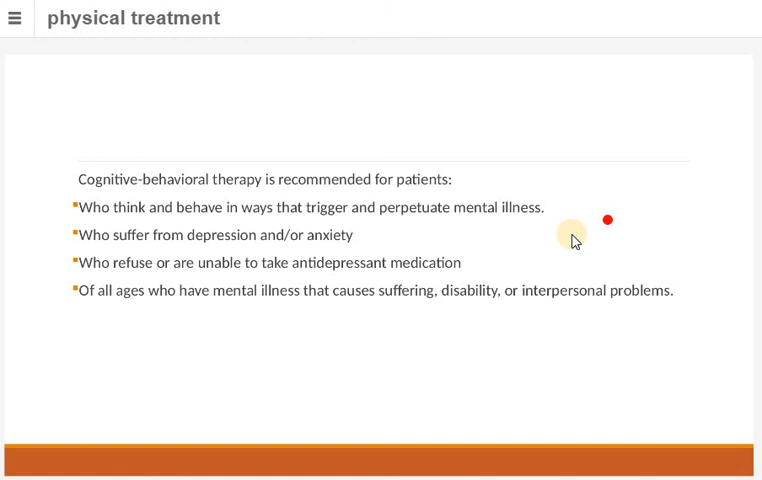 physical treatment
Cognitive-behavioral therapy is recommended for patients:
Who think and behave in ways that trigger and perpetuate mental illness.
Who suffer from depression and/or anxiety
Who refuse or are unable to take antidepressant medication
Of all ages who have mental illness that causes suffering, disability, or interpersonal problems.